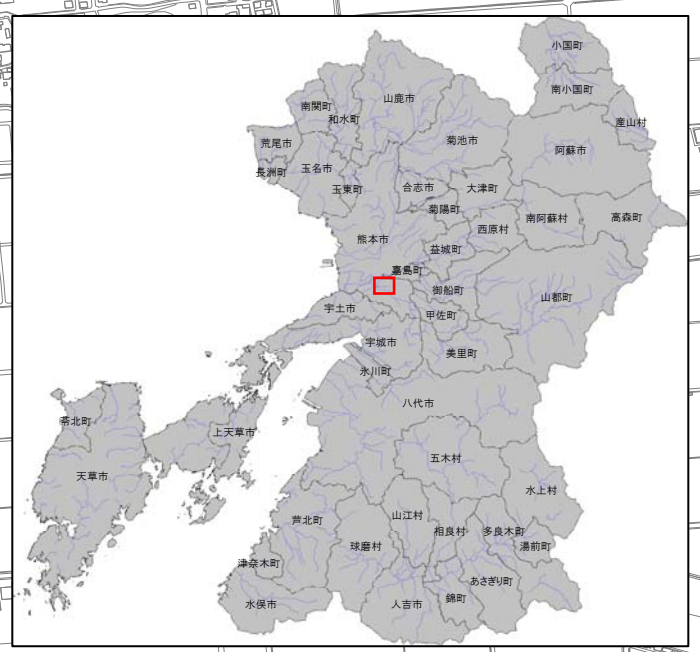 小国町
南小国町
産山村
山鹿市
南関町
和水町
菊池市
荒尾市
玉名市
長洲町
玉東町
阿蘇市
合志市
大津町
菊陽町
南阿蘇村
高森町
西原村
熊本市
益城町
嘉島町
御船町
山都町
宇土市
甲佐町
宇城市
美里町
氷川町
八代市
苓北町
上天草市
天草市
五木村
水上村
芦北町
山江村
相良村
多良木町
湯前町
球磨村
津奈木町
あさぎり町
錦町
水俣市
人吉市